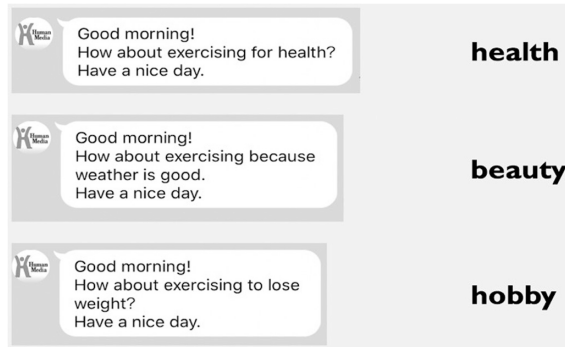 Human
Media
Good morning!
How about exercising for health?
Have a nice day.
health
Human
Media
Good morning!
How about exercising because
weather is good.
Have a nice day.
beauty
Human
Media
Good morning!
How about exercising to lose
weight?
Have a nice day.
hobby